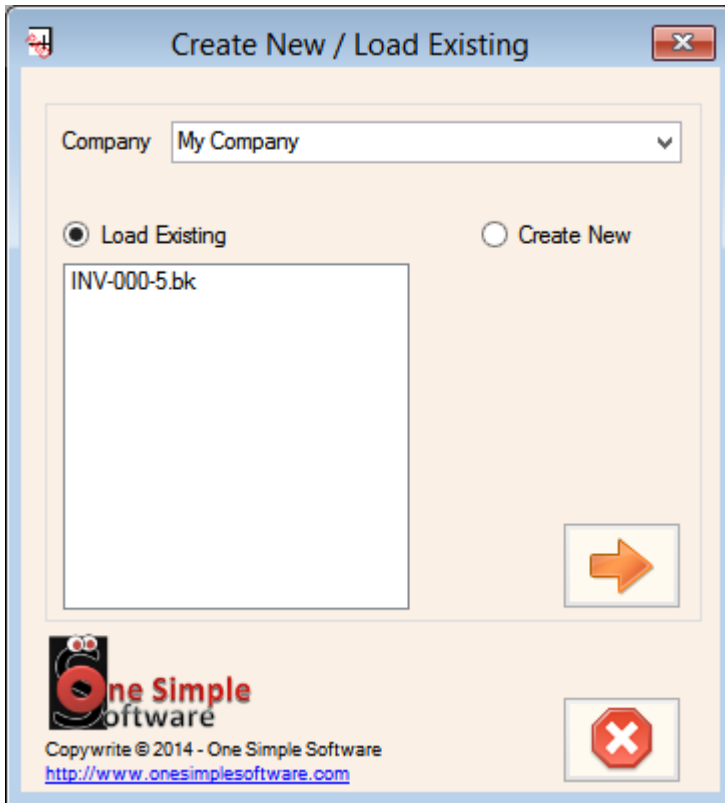 Create New / Load Existing
Company My Company
Load Existing Create New
INV-000-5.bk
One Simple
Software
Copywrite © 2014 - One Simple Software
http://www.onesimplesoftware.com